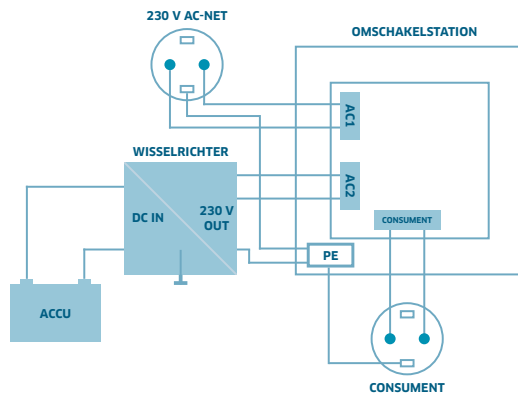 230 V AC-NET
OMSCHAKELSTATION
AC1
WISSELRICHTER
AC2
DC IN
230 V
OUT
CONSUMENT
PE
ACCU
CONSUMENT